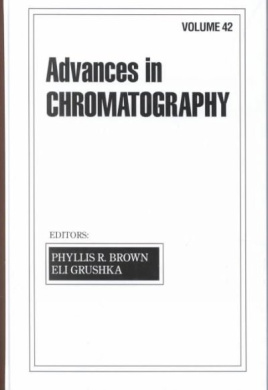 VOLUME 42
Advances in
CHROMATOGRAPHY
EDITORS:
PHYLLIS R. BROWN
ELI GRUSHKA